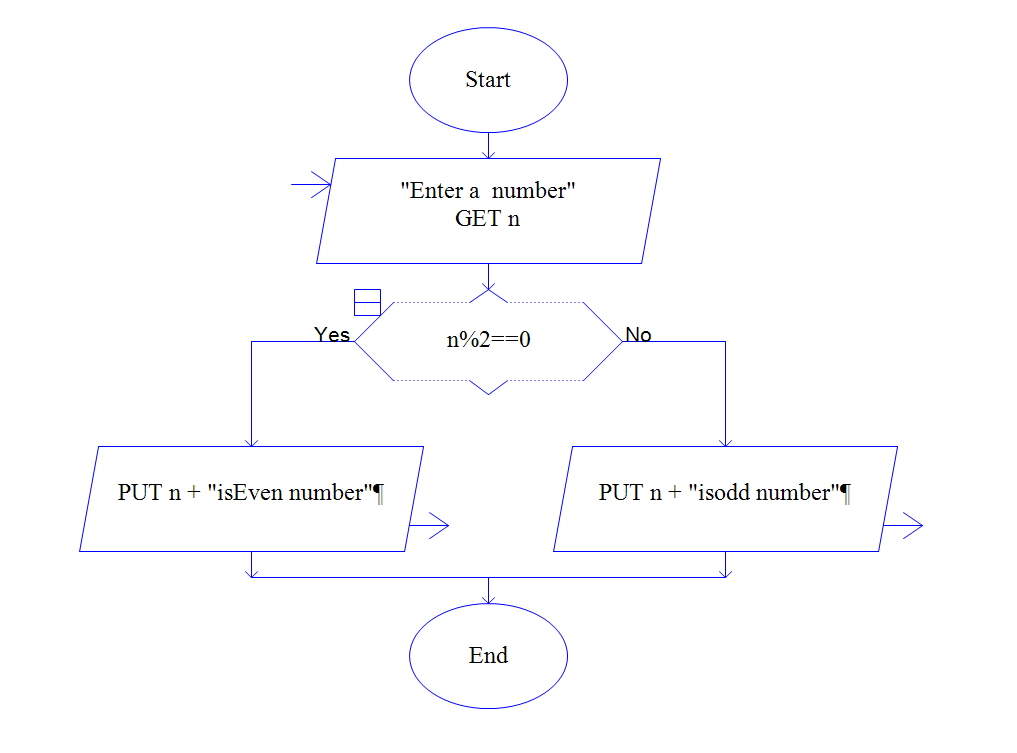 Start
"Enter a  number"
GET n
Yes
n%2==0
No
PUT n + "isEven number"¶
PUT n + "isodd number"¶
End